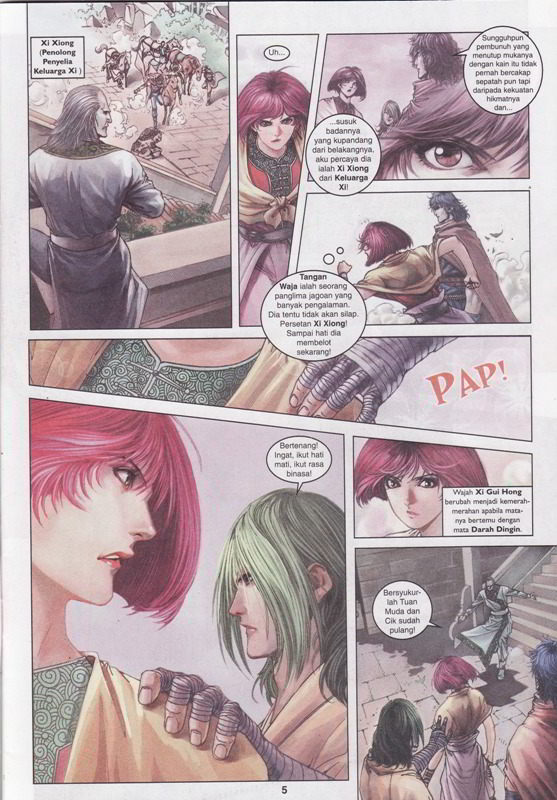 Xi Xiong
(Penolong
Penyelia
Keluarga Xi )
Uh...
Sungguhpun
pembunuh yang
menutup mukanya
dengan kain itu tidak
pernah bercakap
sepatah pun tapi
daripada kekuatan
hikmatnya
dan...
...susuk
badannya
yang kupandang
dari belakangnya,
aku percaya dia
ialah Xi Xiong
dari Keluarga
Xi!
Tangan
Waja ialah seorang
panglima jagoan yang
banyak pengalaman.
Dia tentu tidak akan silap.
Persetan Xi Xiong!
Sampai hati dia
membelot
sekarang!
PAP!
Bertenang!
Ingat, ikut hati
mati, ikut rasa
binasa!
Wajah Xi Gui Hong
berubah menjadi kemerah-
merahan apabila mata-
nya bertemu dengan
mata Darah Dingin.
Bersyukur-
lah Tuan
Muda dan
Cik sudah
pulang!
5